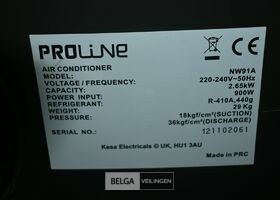 PROLINE
AIR CONDITIONER
MODEL: NW91A
VOLTAGE / FREQUENCY: 220-240V~50Hz
CAPACITY: 2.65kW
POWER INPUT: 900W
REFRIGERANT: R-410A,440g
WEIGHT: 29 Kg
PRESSURE: 18kgf/cm²(SUCTION)
36kgf/cm²(DISCHARGE)
SERIAL NO.: 121102061
Kesa Electricals © UK, HU1 3AU
Made in PRC
BELGA VEILINGEN